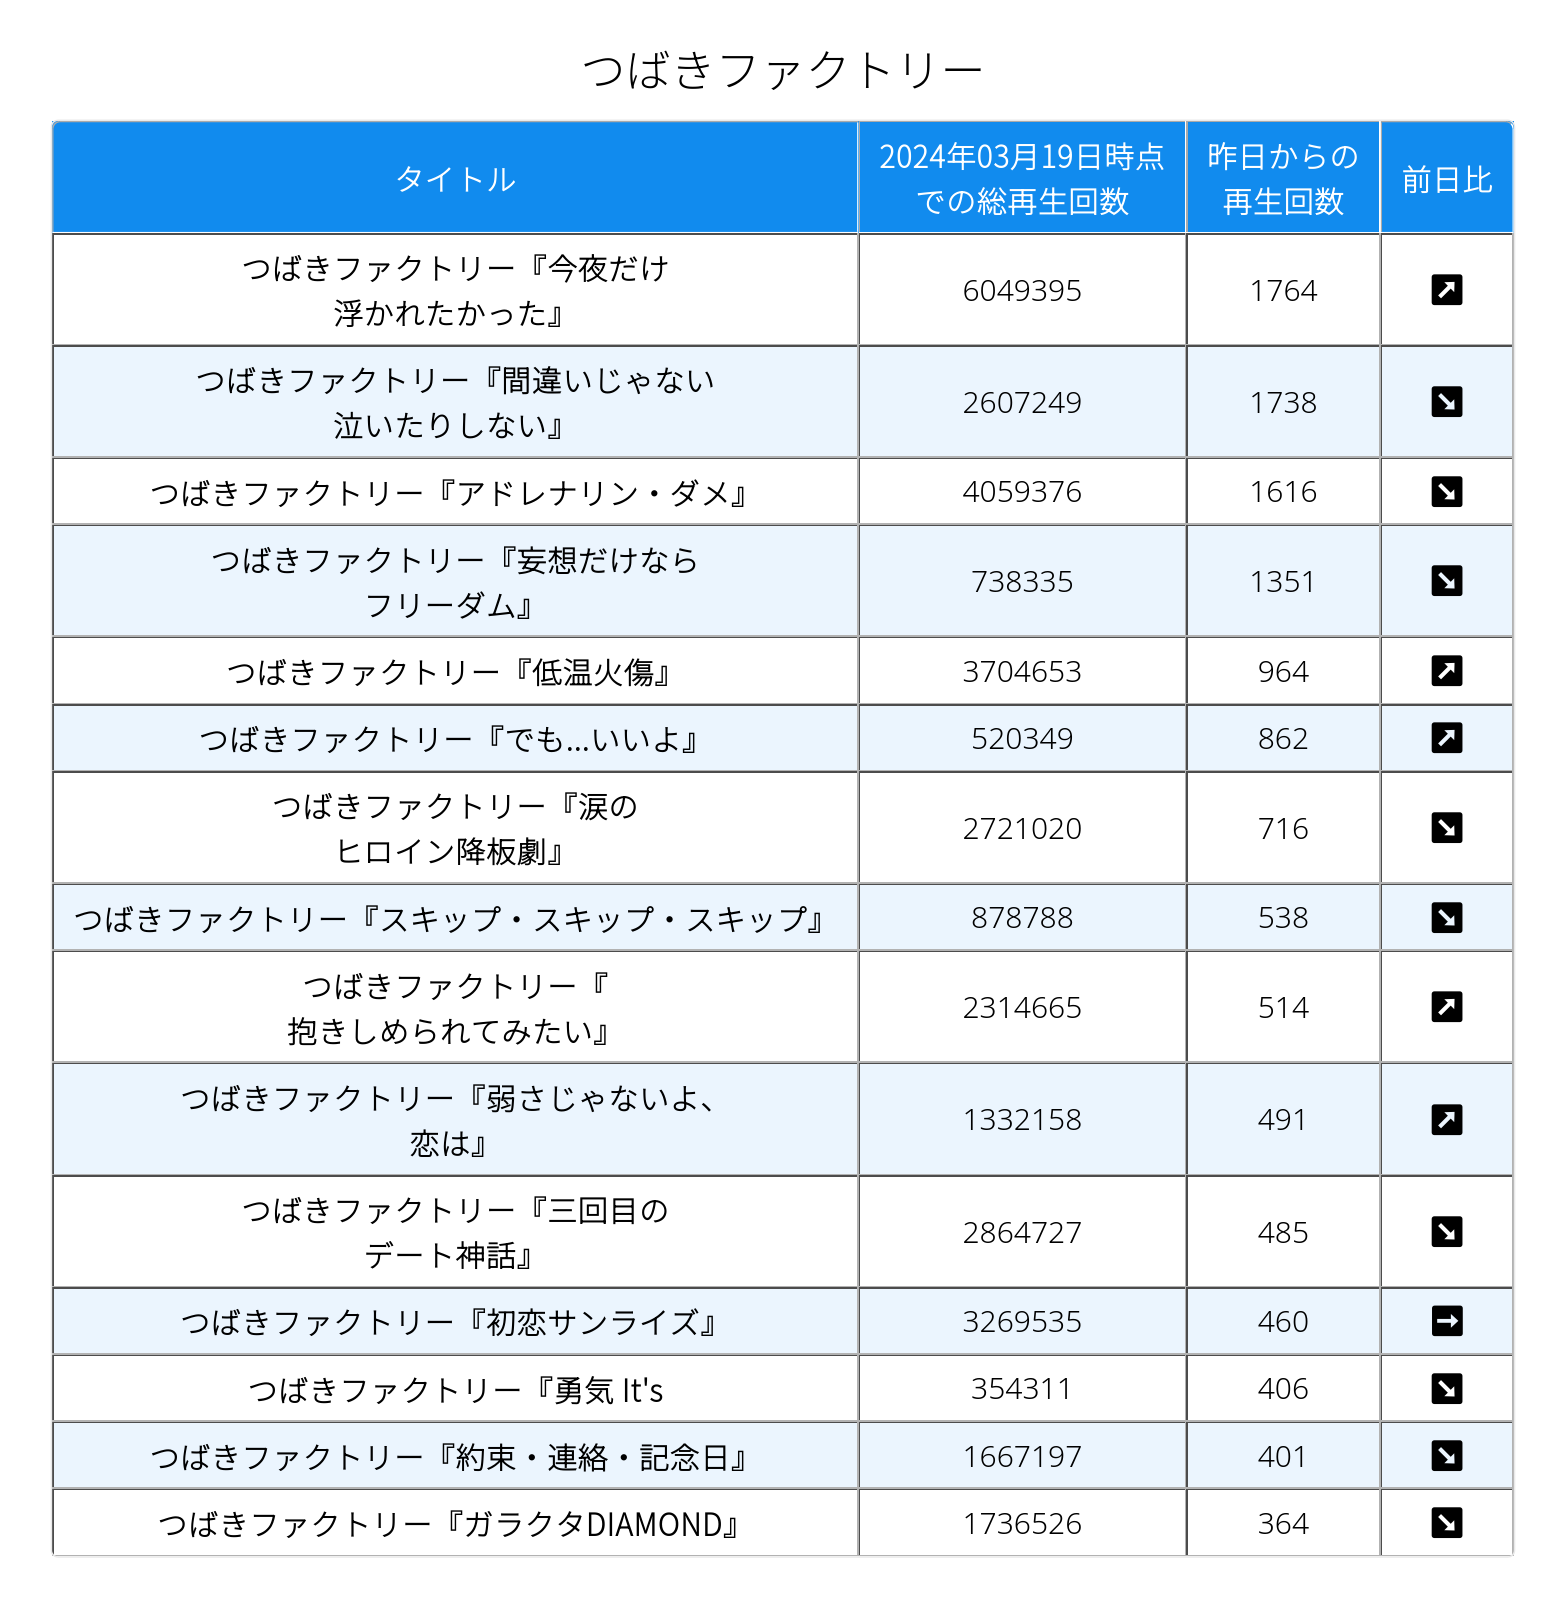 つばきファクトリー
タイトル
2024年03月19日時点
での総再生回数
昨日からの
再生回数
前日比
つばきファクトリー『今夜だけ
浮かれたかった』
6049395
1764
つばきファクトリー『間違いじゃない
泣いたりしない』
2607249
1738
つばきファクトリー『アドレナリン・ダメ』
4059376
1616
つばきファクトリー『妄想だけなら
フリーダム』
738335
1351
つばきファクトリー『低温火傷』
3704653
964
つばきファクトリー『でも...いいよ』
520349
862
つばきファクトリー『涙の
ヒロイン降板劇』
2721020
716
つばきファクトリー『スキップ・スキップ・スキップ』
878788
538
つばきファクトリー『
抱きしめられてみたい』
2314665
514
つばきファクトリー『弱さじゃないよ、
恋は』
1332158
491
つばきファクトリー『三回目の
デート神話』
2864727
485
つばきファクトリー『初恋サンライズ』
3269535
460
つばきファクトリー『勇気 It's
354311
406
つばきファクトリー『約束・連絡・記念日』
1667197
401
つばきファクトリー『ガラクタDIAMOND』
1736526
364